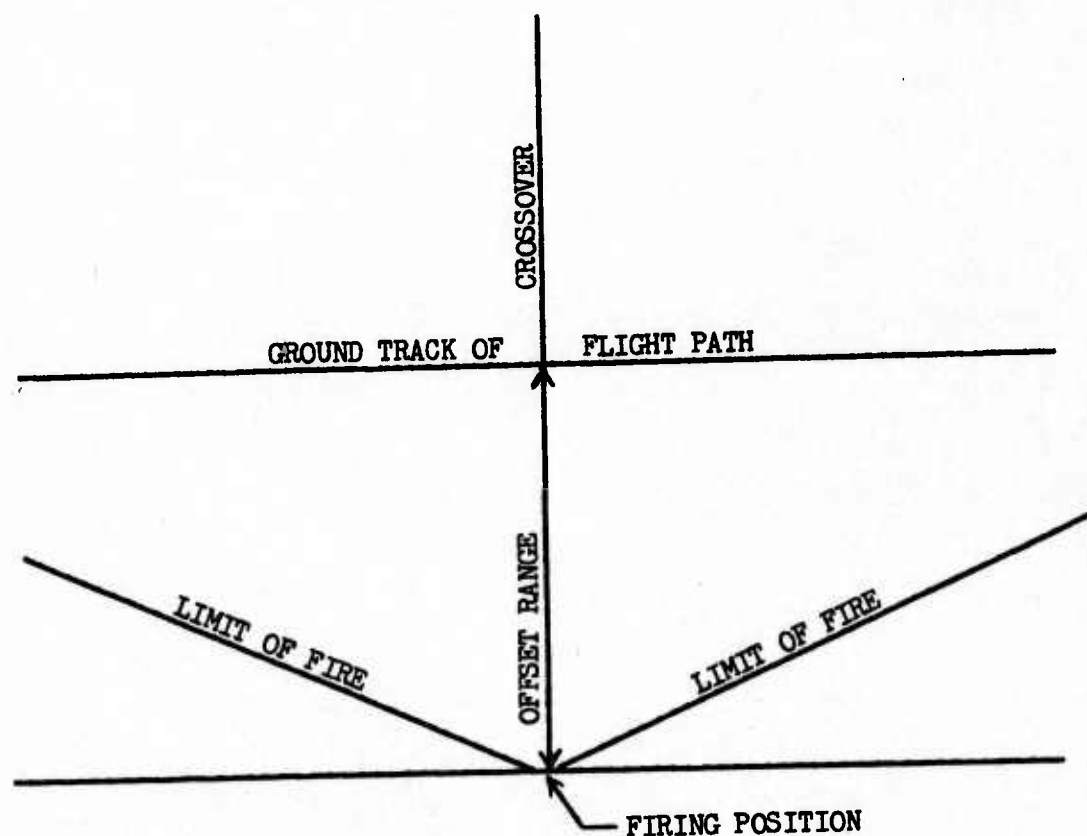 CROSSOVER
GROUND TRACK OF FLIGHT PATH
OFFSET RANGE
LIMIT OF FIRE
LIMIT OF FIRE
FIRING POSITION